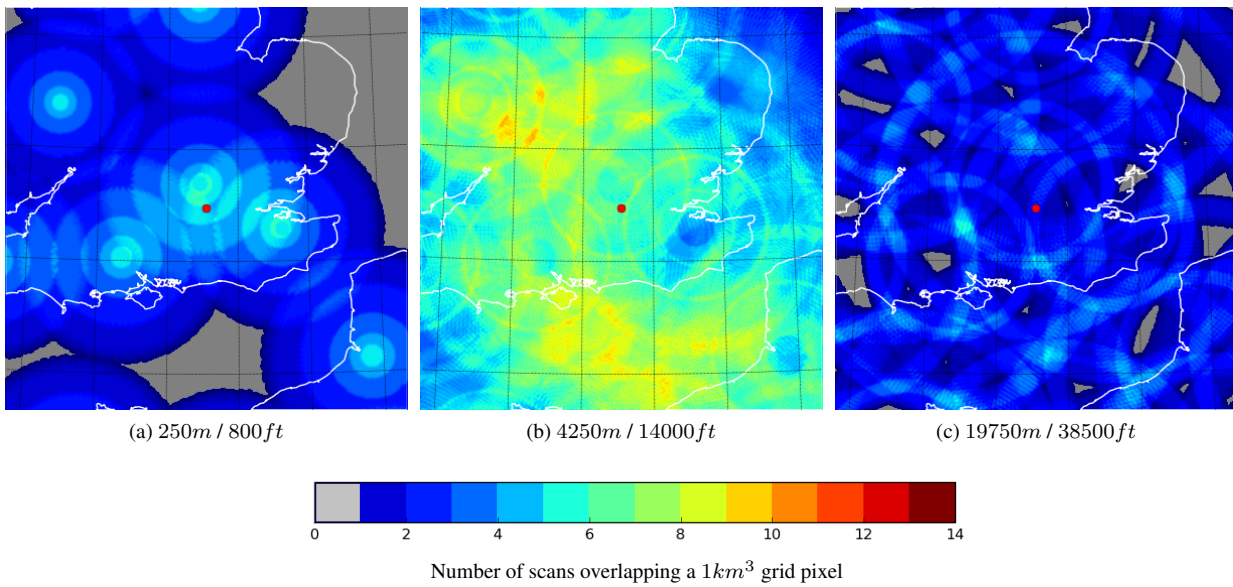 (a) 250m / 800ft
(b) 4250m / 14000ft
(c) 19750m / 38500ft
0 2 4 6 8 10 12 14
Number of scans overlapping a 1km³ grid pixel